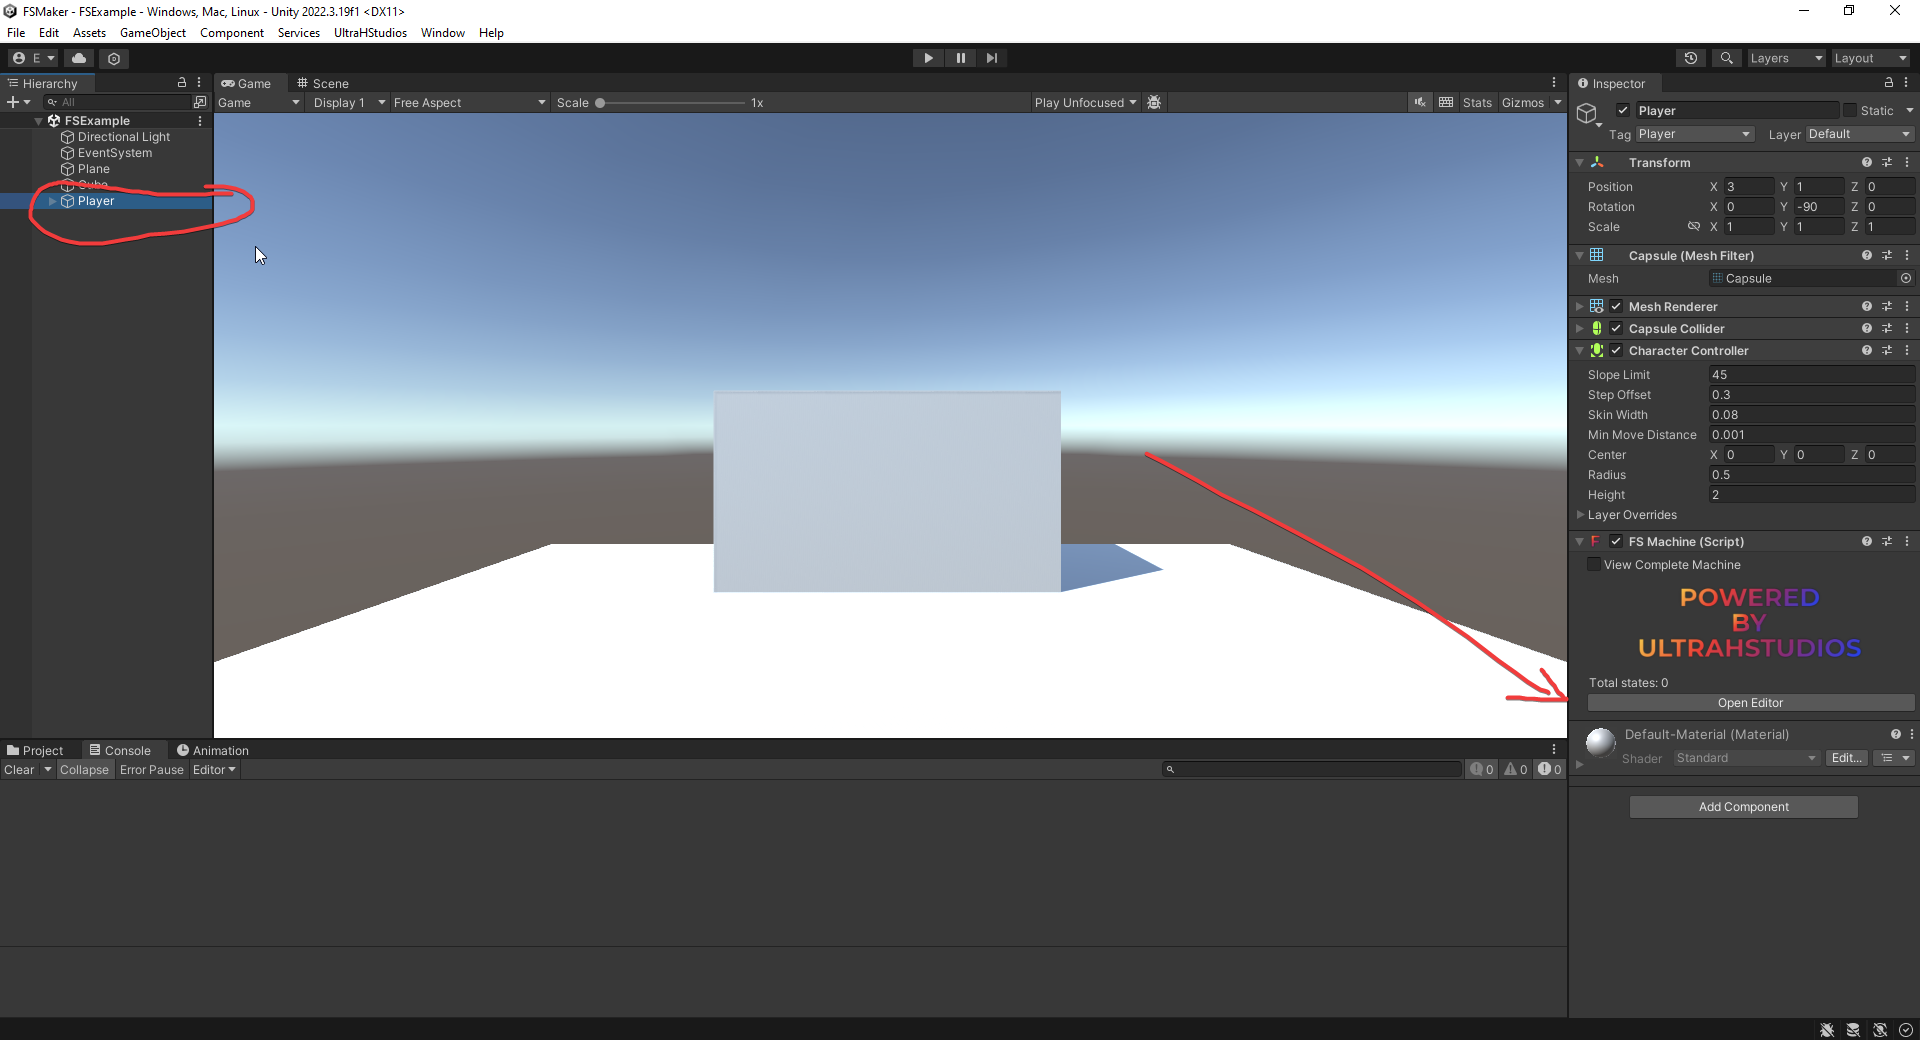 FSMaker - FSExample - Windows, Mac, Linux - Unity 2022.3.19f1 <DX11>
File Edit Assets GameObject Component Services UltraHStudios Window Help
E Layers Layout
Hierarchy
All
FSExample
Directional Light
EventSystem
Plane
Cube
Player
Game Scene
Game Display 1 Free Aspect Scale 1x Play Unfocused Stats Gizmos
Inspector
Player Static
Tag Player Layer Default
Transform
Position X 3 Y 1 Z 0
Rotation X 0 Y -90 Z 0
Scale X 1 Y 1 Z 1
Capsule (Mesh Filter)
Mesh Capsule
Mesh Renderer
Capsule Collider
Character Controller
Slope Limit 45
Step Offset 0.3
Skin Width 0.08
Min Move Distance 0.001
Center X 0 Y 0 Z 0
Radius 0.5
Height 2
Layer Overrides
FS Machine (Script)
View Complete Machine
POWERED
BY
ULTRAHSTUDIOS
Total states: 0
Open Editor
Default-Material (Material)
Shader Standard Edit...
Add Component
Project Console Animation
Clear Collapse Error Pause Editor 0 0 0